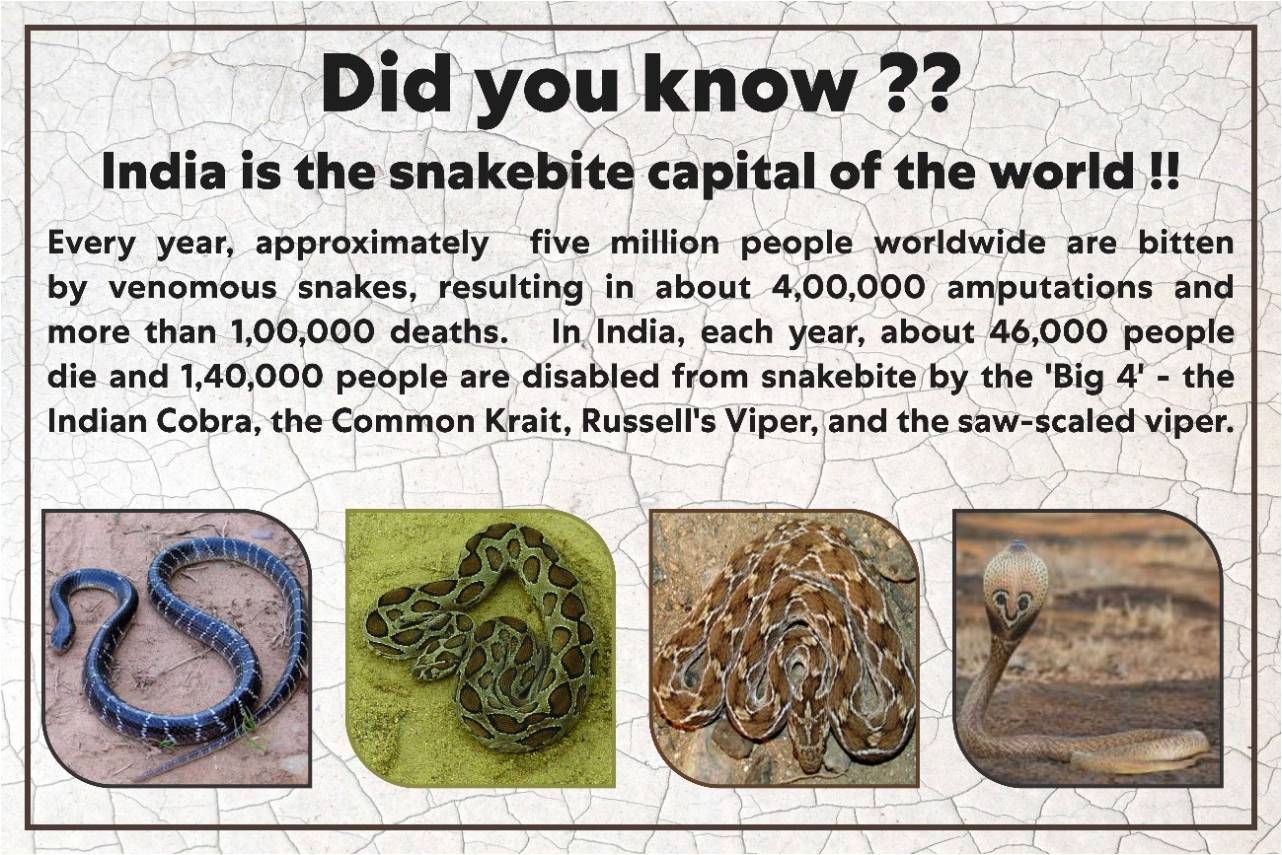 Did you know ??
India is the snakebite capital of the world !!
Every year, approximately five million people worldwide are bitten
by venomous snakes, resulting in about 4,00,000 amputations and
more than 1,00,000 deaths. In India, each year, about 46,000 people
die and 1,40,000 people are disabled from snakebite by the 'Big 4' - the
Indian Cobra, the Common Krait, Russell's Viper, and the saw-scaled viper.